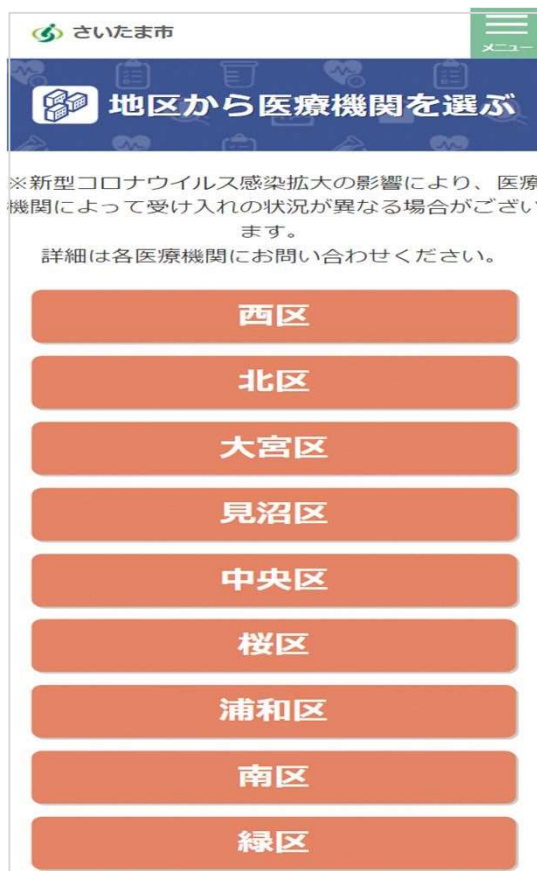 さいたま市
メニュー
地区から医療機関を選ぶ
※新型コロナウイルス感染拡大の影響により、医療
機関によって受け入れの状況が異なる場合がござい
ます。
詳細は各医療機関にお問い合わせください。
西区
北区
大宮区
見沼区
中央区
桜区
浦和区
南区
緑区